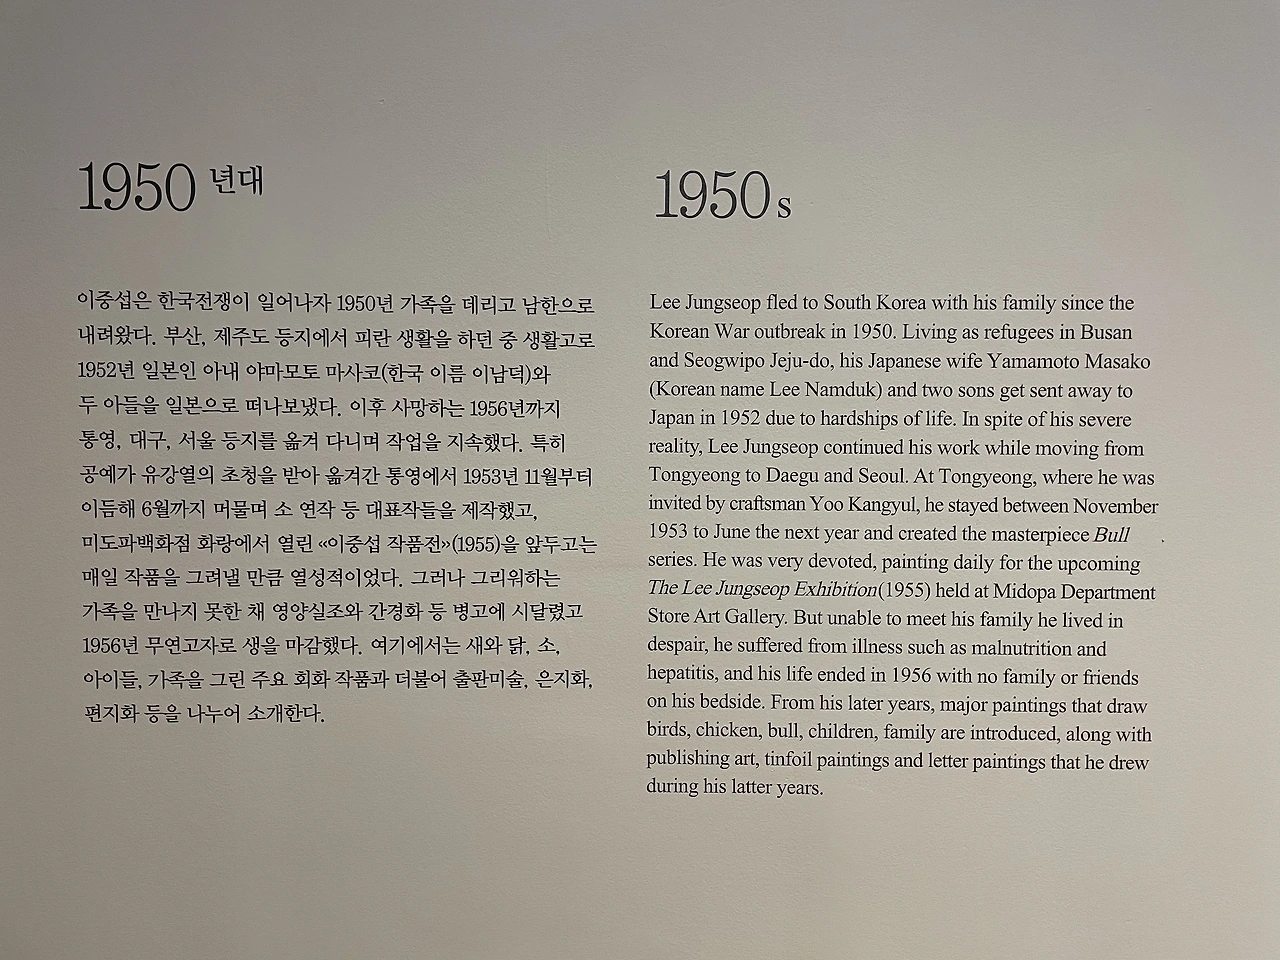 1950 년대
이중섭은 한국전쟁이 일어나자 1950년 가족을 데리고 남한으로
내려왔다. 부산, 제주도 등지에서 피란 생활을 하던 중 생활고로
1952년 일본인 아내 야마모토 마사코(한국 이름 이남덕)와
두 아들을 일본으로 떠나보냈다. 이후 사망하는 1956년까지
통영, 대구, 서울 등지를 옮겨 다니며 작업을 지속했다. 특히
공예가 유강열의 초청을 받아 옮겨간 통영에서 1953년 11월부터
이듬해 6월까지 머물며 소 연작 등 대표작들을 제작했고,
미도파백화점 화랑에서 열린 «이중섭 작품전»(1955)을 앞두고는
매일 작품을 그려낼 만큼 열성적이었다. 그러나 그리워하는
가족을 만나지 못한 채 영양실조와 간경화 등 병고에 시달렸고
1956년 무연고자로 생을 마감했다. 여기에서는 새와 닭, 소,
아이들, 가족을 그린 주요 회화 작품과 더불어 출판미술, 은지화,
편지화 등을 나누어 소개한다.
1950s
Lee Jungseop fled to South Korea with his family since the
Korean War outbreak in 1950. Living as refugees in Busan
and Seogwipo Jeju-do, his Japanese wife Yamamoto Masako
(Korean name Lee Namduk) and two sons get sent away to
Japan in 1952 due to hardships of life. In spite of his severe
reality, Lee Jungseop continued his work while moving from
Tongyeong to Daegu and Seoul. At Tongyeong, where he was
invited by craftsman Yoo Kangyul, he stayed between November
1953 to June the next year and created the masterpiece Bull
series. He was very devoted, painting daily for the upcoming
The Lee Jungseop Exhibition(1955) held at Midopa Department
Store Art Gallery. But unable to meet his family he lived in
despair, he suffered from illness such as malnutrition and
hepatitis, and his life ended in 1956 with no family or friends
on his bedside. From his later years, major paintings that draw
birds, chicken, bull, children, family are introduced, along with
publishing art, tinfoil paintings and letter paintings that he drew
during his latter years.